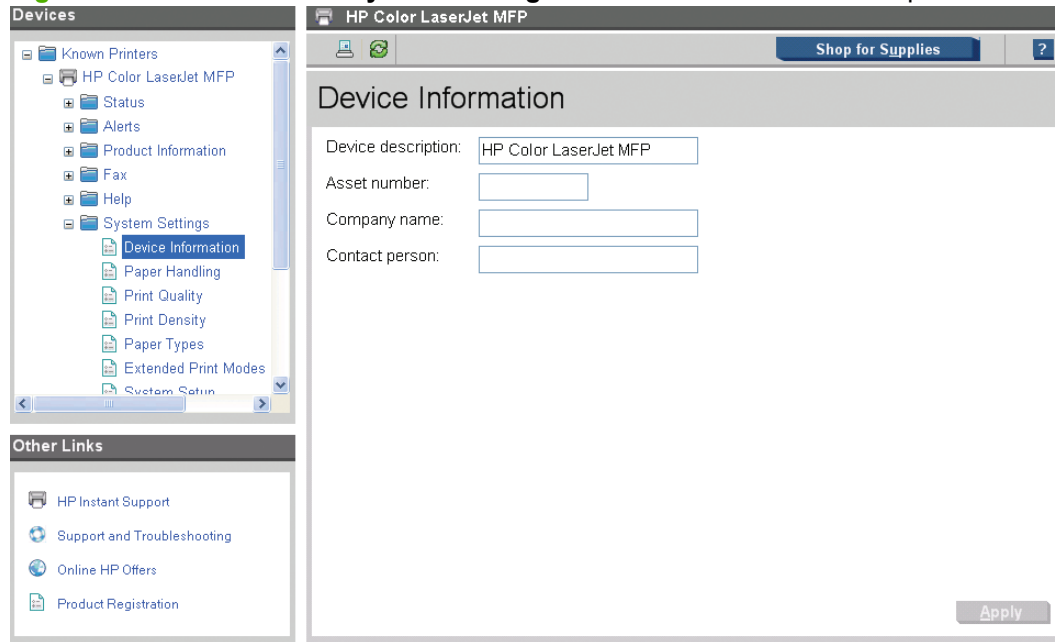 Devices
Known Printers
HP Color LaserJet MFP
Status
Alerts
Product Information
Fax
Help
System Settings
Device Information
Paper Handling
Print Quality
Print Density
Paper Types
Extended Print Modes
System Setup
Other Links
HP Instant Support
Support and Troubleshooting
Online HP Offers
Product Registration
HP Color LaserJet MFP
Shop for Supplies ?
Device Information
Device description: HP Color LaserJet MFP
Asset number:
Company name:
Contact person:
Apply